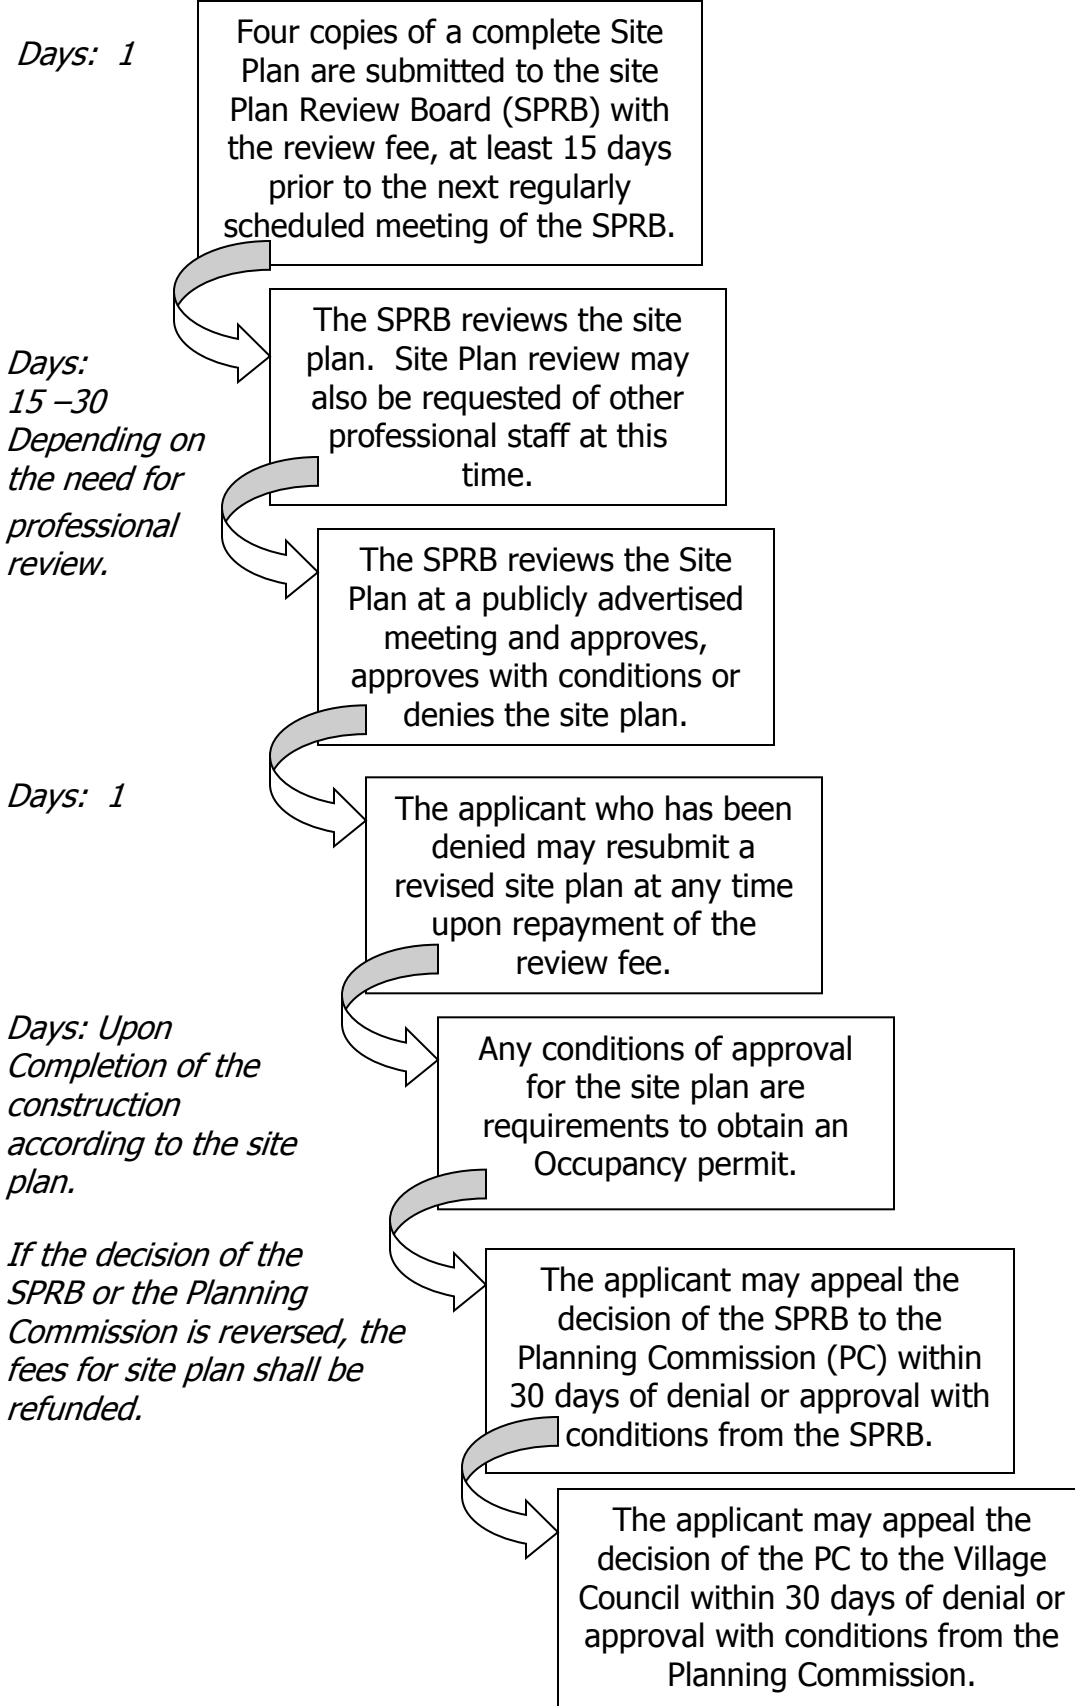 Days:  1
Four copies of a complete Site
Plan are submitted to the site
Plan Review Board (SPRB) with
the review fee, at least 15 days
prior to the next regularly
scheduled meeting of the SPRB.
The SPRB reviews the site
plan.  Site Plan review may
also be requested of other
professional staff at this
time.
Days:
15 –30
Depending on
the need for
professional
review.
The SPRB reviews the Site
Plan at a publicly advertised
meeting and approves,
approves with conditions or
denies the site plan.
Days:  1
The applicant who has been
denied may resubmit a
revised site plan at any time
upon repayment of the
review fee.
Days: Upon
Completion of the
construction
according to the site
plan.
Any conditions of approval
for the site plan are
requirements to obtain an
Occupancy permit.
If the decision of the
SPRB or the Planning
Commission is reversed, the
fees for site plan shall be
refunded.
The applicant may appeal the
decision of the SPRB to the
Planning Commission (PC) within
30 days of denial or approval with
conditions from the SPRB.
The applicant may appeal the
decision of the PC to the Village
Council within 30 days of denial or
approval with conditions from the
Planning Commission.